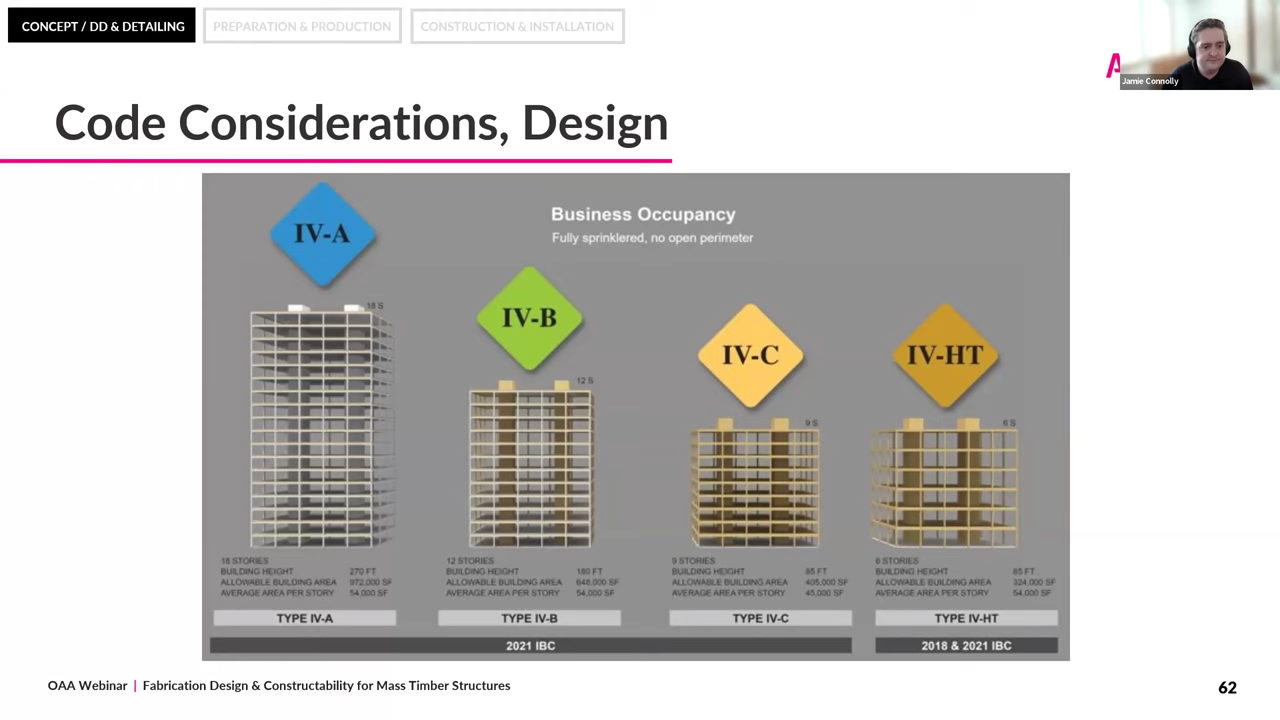 CONCEPT / DD & DETAILING
PREPARATION & PRODUCTION
CONSTRUCTION & INSTALLATION
A
Jamie Connolly
Code Considerations, Design
Business Occupancy
Fully sprinklered, no open perimeter
IV-A
IV-B
IV-C
IV-HT
18 S
12 S
9 S
6 S
18 STORIES
BUILDING HEIGHT 270 FT
ALLOWABLE BUILDING AREA 972,000 SF
AVERAGE AREA PER STORY 54,000 SF
TYPE IV-A
12 STORIES
BUILDING HEIGHT 180 FT
ALLOWABLE BUILDING AREA 648,000 SF
AVERAGE AREA PER STORY 54,000 SF
TYPE IV-B
9 STORIES
BUILDING HEIGHT 85 FT
ALLOWABLE BUILDING AREA 405,000 SF
AVERAGE AREA PER STORY 45,000 SF
TYPE IV-C
6 STORIES
BUILDING HEIGHT 85 FT
ALLOWABLE BUILDING AREA 324,000 SF
AVERAGE AREA PER STORY 54,000 SF
TYPE IV-HT
2021 IBC
2018 & 2021 IBC
OAA Webinar | Fabrication Design & Constructability for Mass Timber Structures
62